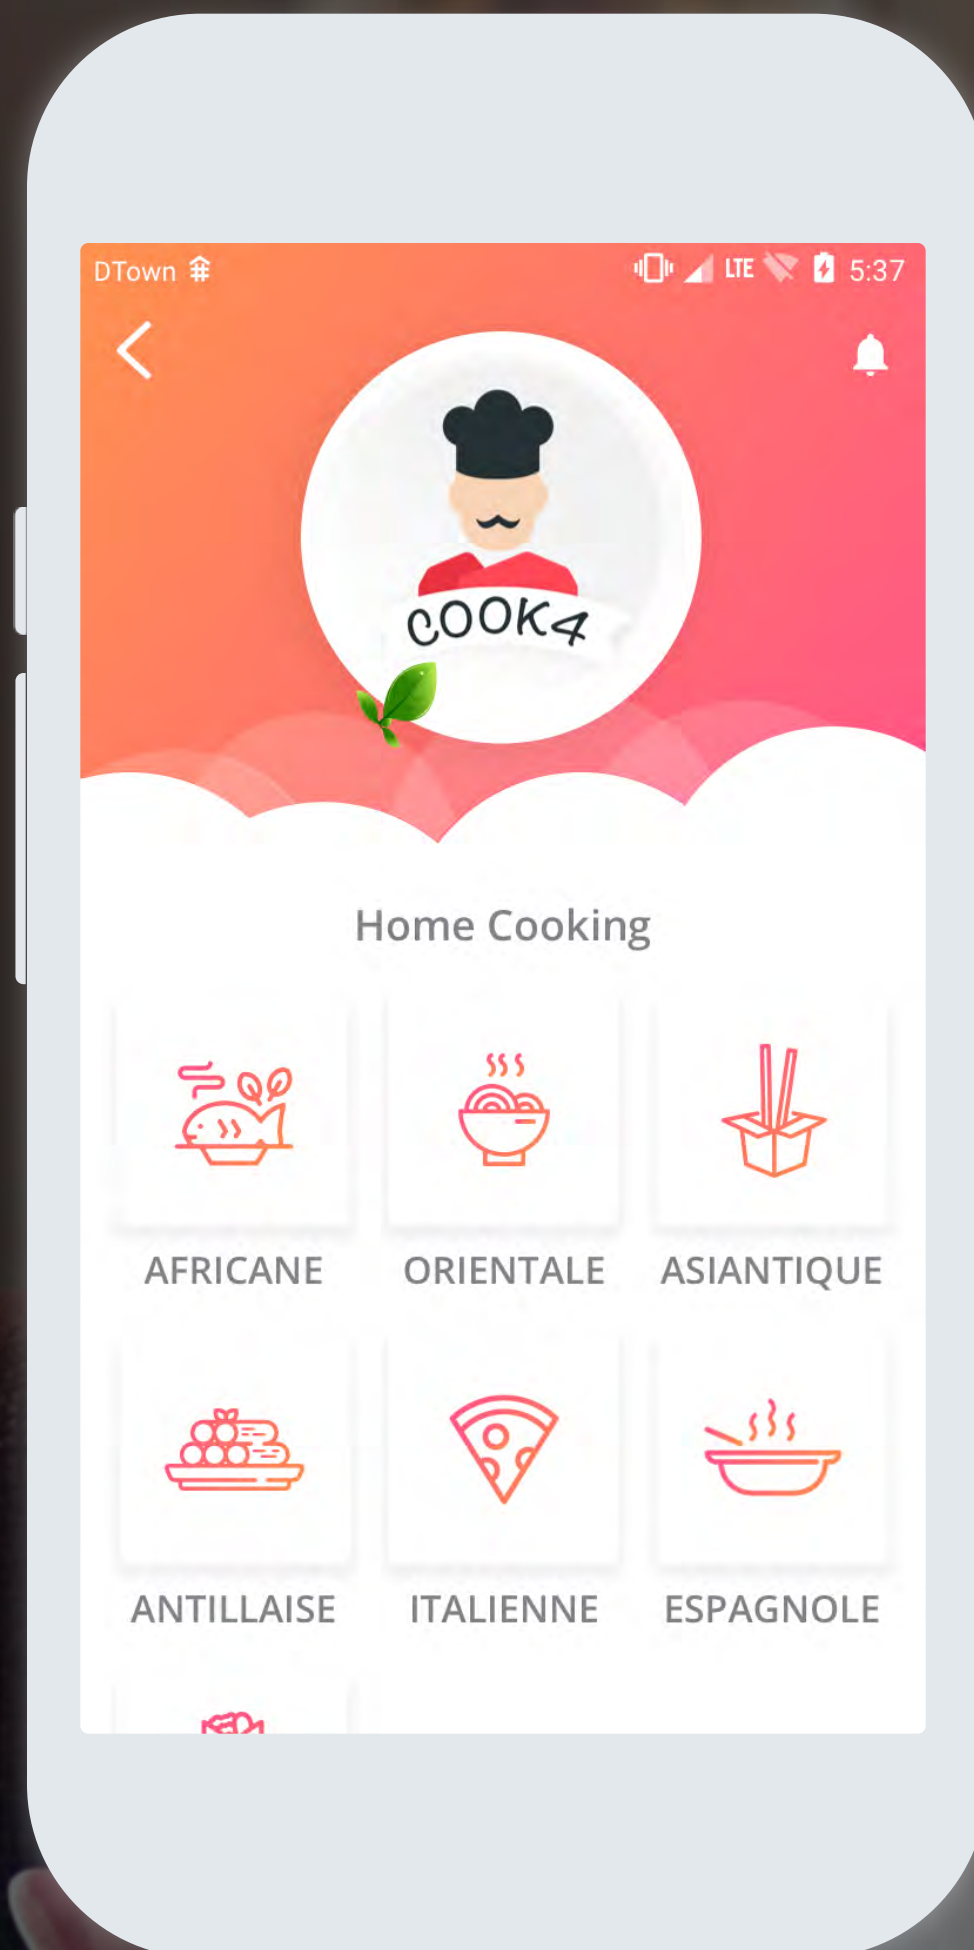 DTown LTE 5:37
COOK4
Home Cooking
AFRICANE ORIENTALE ASIANTIQUE
ANTILLAISE ITALIENNE ESPAGNOLE